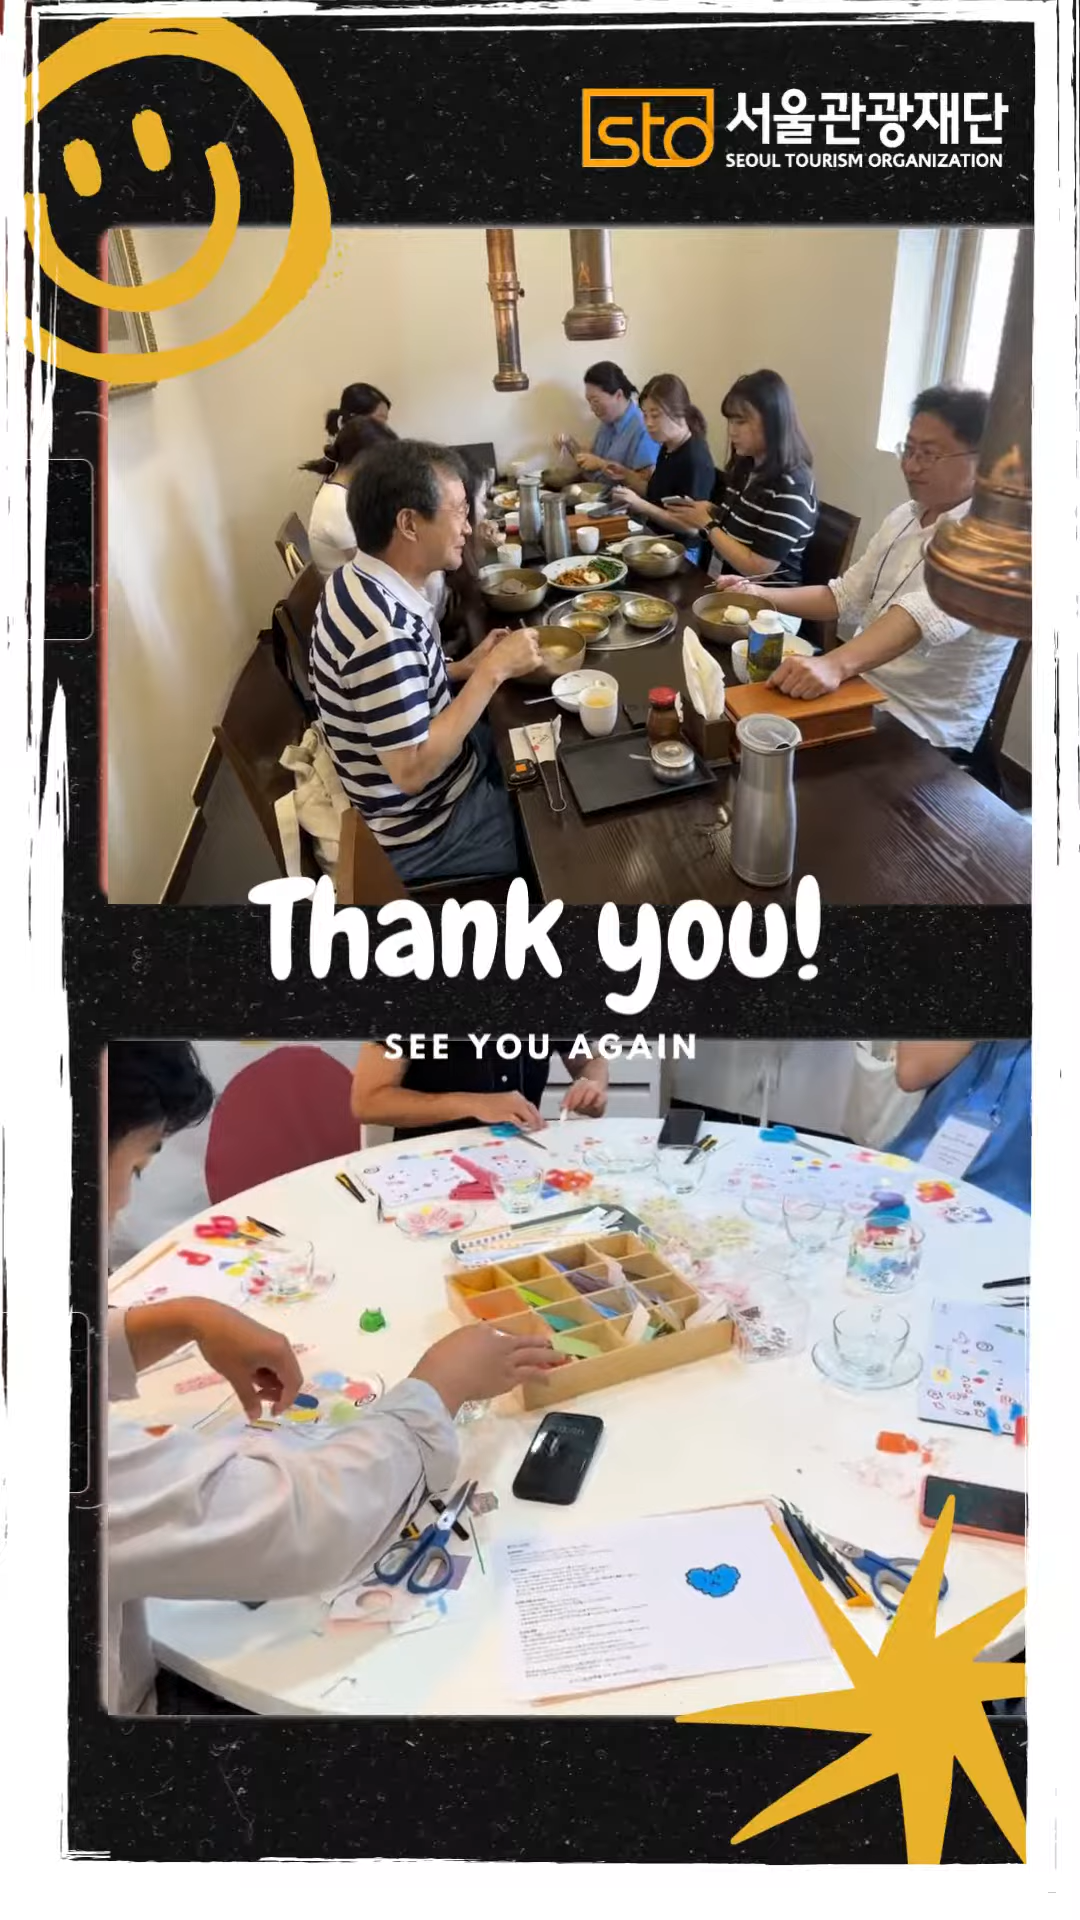 sto 서울관광재단
SEOUL TOURISM ORGANIZATION
Thank you!
SEE YOU AGAIN